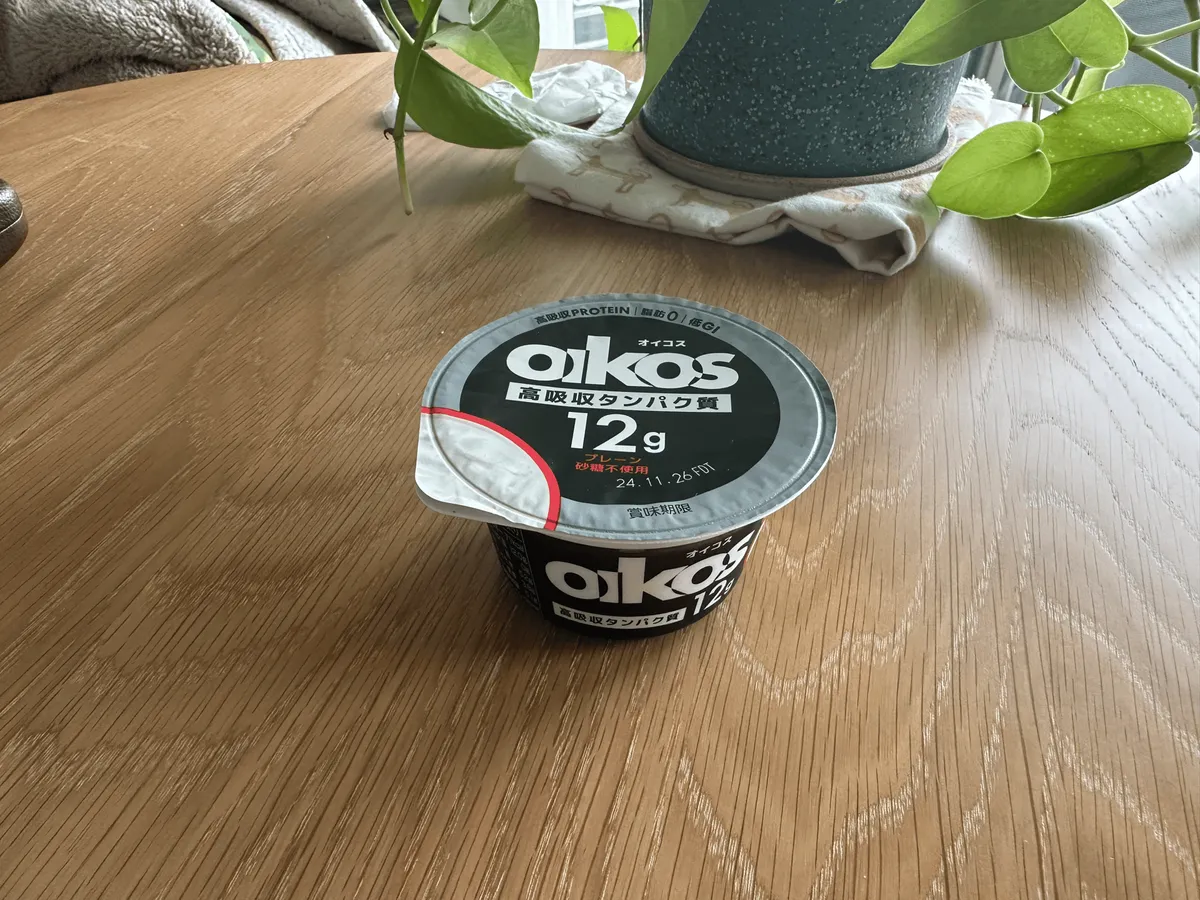 高吸収PROTEIN | 脂肪0 | 低GI
オイコス
oikos
高吸収タンパク質
12g
プレーン
砂糖不使用
24.11.26 FDT
賞味期限
オイコス
oikos
12g
高吸収タンパク質